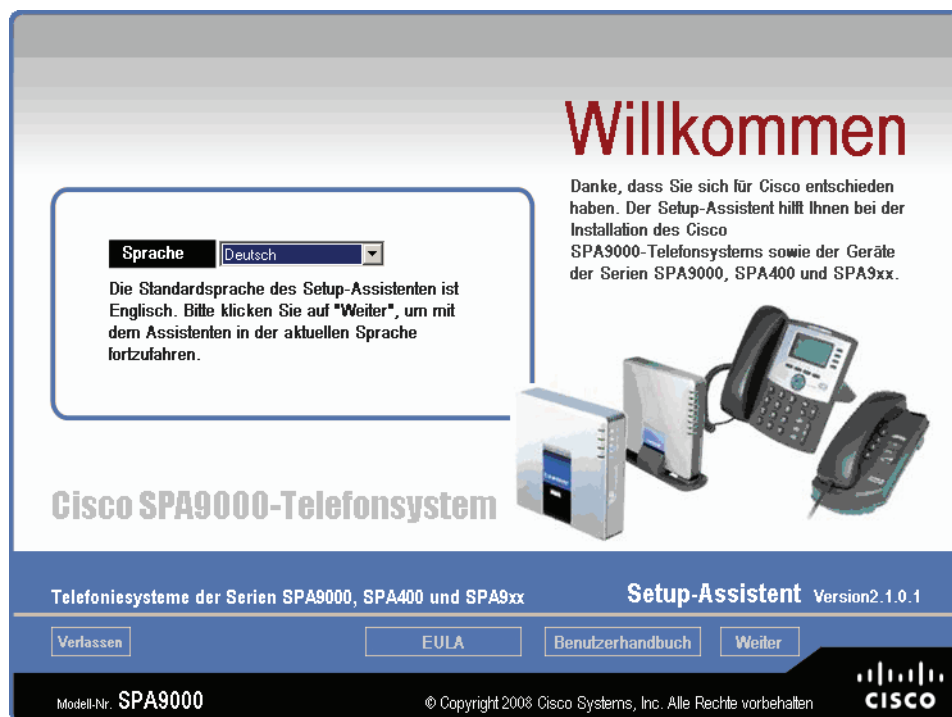 Willkommen
Danke, dass Sie sich für Cisco entschieden
haben. Der Setup-Assistent hilft Ihnen bei der
Installation des Cisco
SPA9000-Telefonsystems sowie der Geräte
der Serien SPA9000, SPA400 und SPA9xx.
Sprache Deutsch
Die Standardsprache des Setup-Assistenten ist
Englisch. Bitte klicken Sie auf "Weiter", um mit
dem Assistenten in der aktuellen Sprache
fortzufahren.
Cisco SPA9000-Telefonsystem
Telefoniesysteme der Serien SPA9000, SPA400 und SPA9xx
Setup-Assistent Version2.1.0.1
Verlassen EULA Benutzerhandbuch Weiter
Modell-Nr. SPA9000
© Copyright 2008 Cisco Systems, Inc. Alle Rechte vorbehalten
CISCO